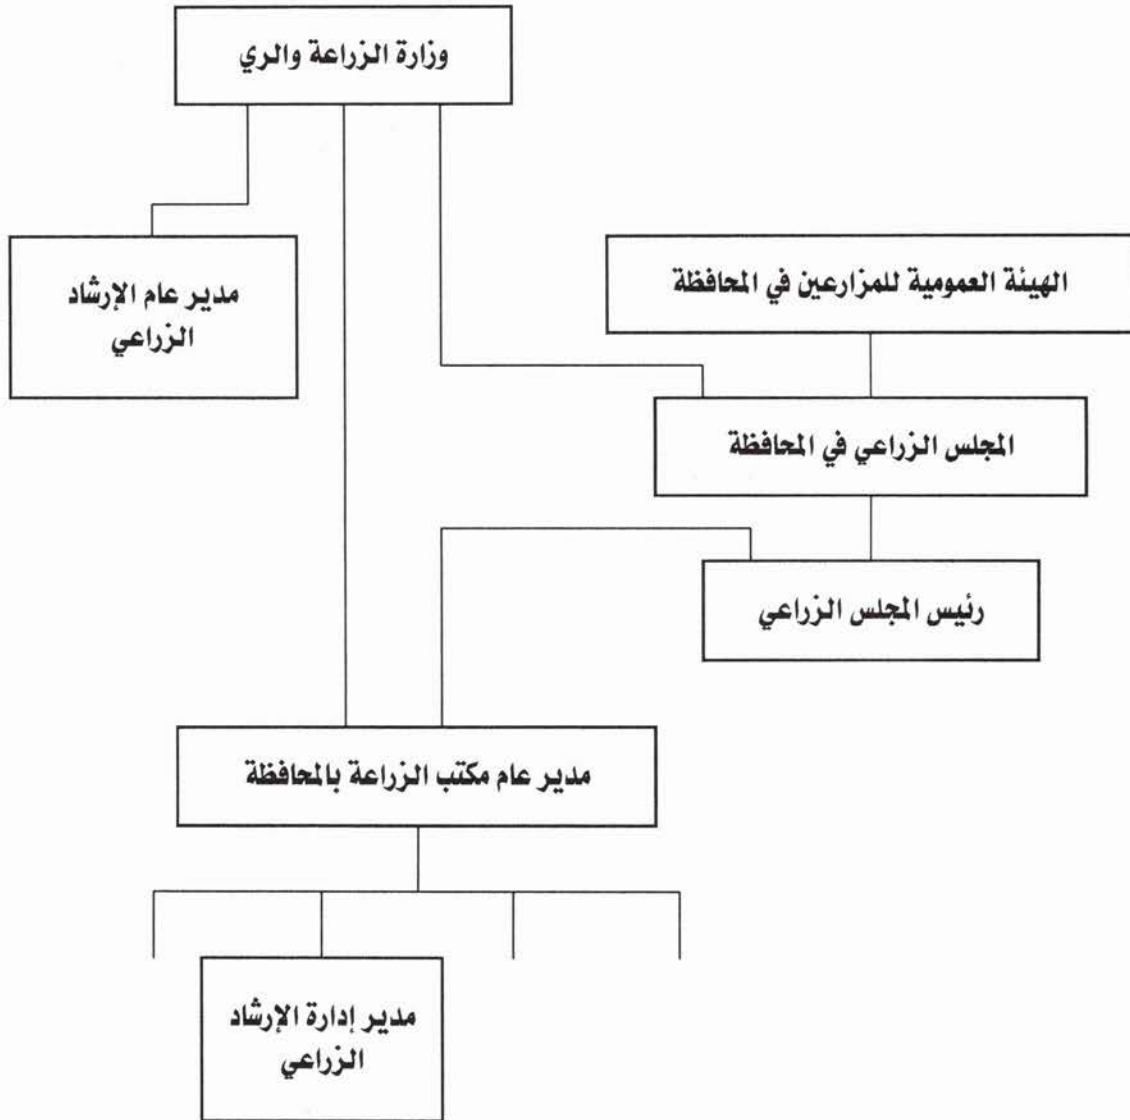 وزارة الزراعة والري
مدير عام الإرشاد
الزراعي
الهيئة العمومية للمزارعين في المحافظة
المجلس الزراعي في المحافظة
رئيس المجلس الزراعي
مدير عام مكتب الزراعة بالمحافظة
مدير إدارة الإرشاد
الزراعي